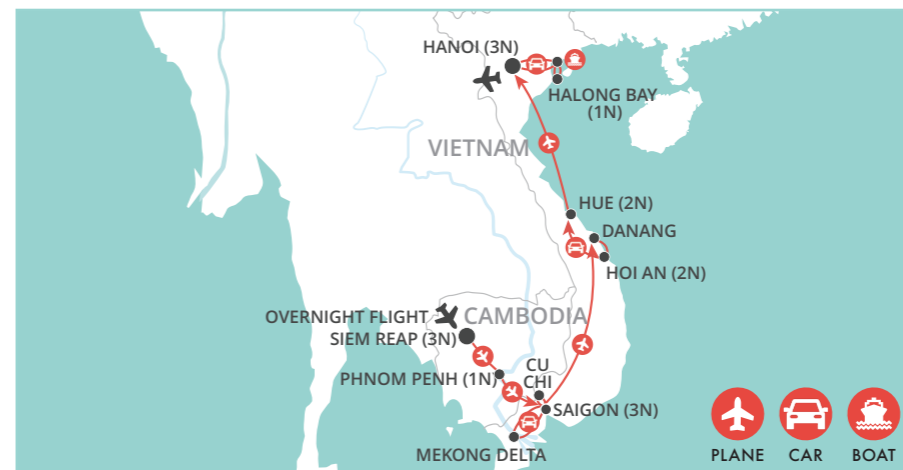 HANOI (3N)
HALONG BAY
(1N)
VIETNAM
HUE (2N)
DANANG
HOI AN (2N)
OVERNIGHT FLIGHT
CAMBODIA
SIEM REAP (3N)
PHNOM PENH (1N)
CU
CHI
SAIGON (3N)
MEKONG DELTA
PLANE CAR BOAT